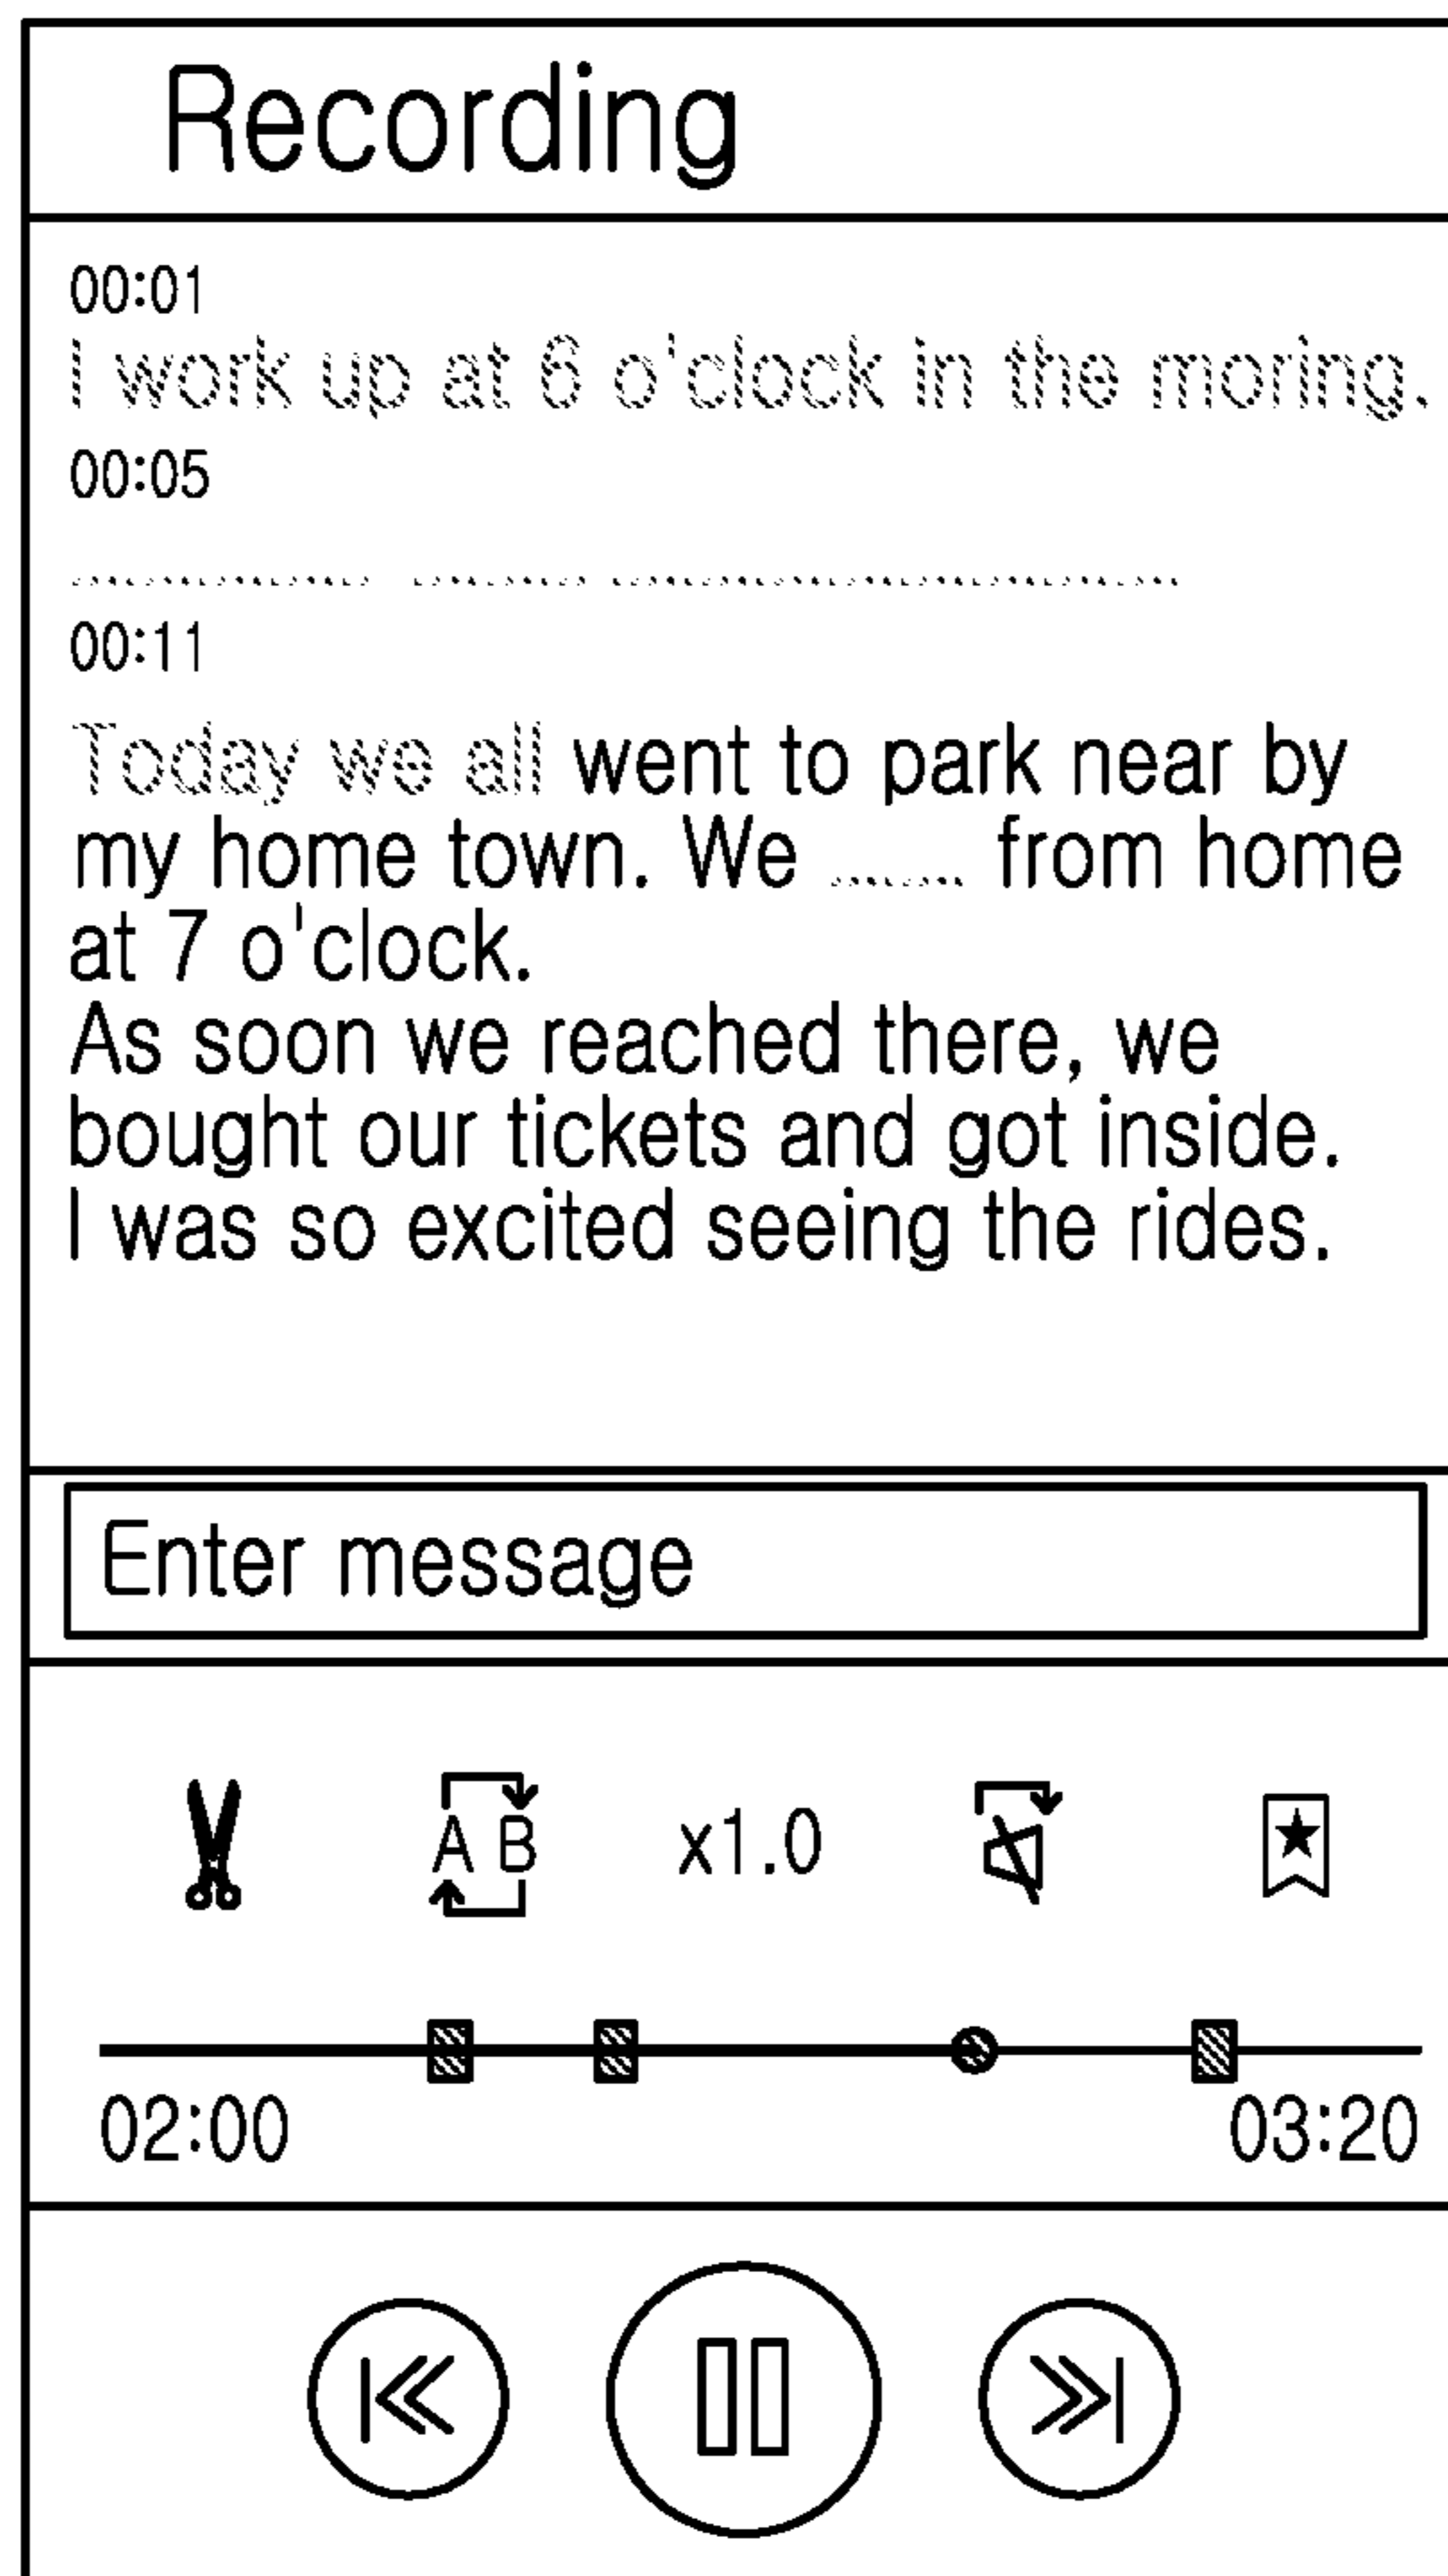 Recording
00:01
I work up at 6 o'clock in the moring.
00:05
00:11
Today we all went to park near by
my home town. We ........ from home
at 7 o'clock.
As soon we reached there, we
bought our tickets and got inside.
I was so excited seeing the rides.
Enter message
A B x1.0
02:00 03:20